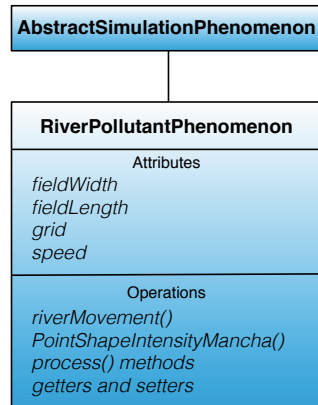 AbstractSimulationPhenomenon
RiverPollutantPhenomenon
Attributes
fieldWidth
fieldLength
grid
speed
Operations
riverMovement()
PointShapeIntensityMancha()
process() methods
getters and setters